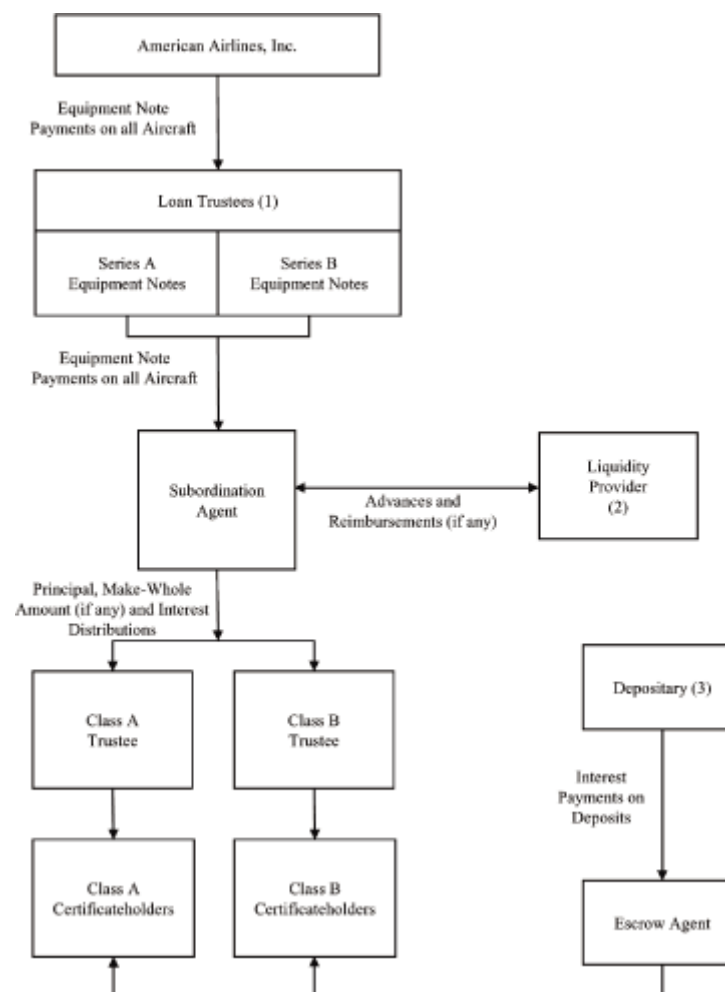 American Airlines, Inc.
Equipment Note
Payments on all Aircraft
Loan Trustees (1)
Series A
Equipment Notes
Series B
Equipment Notes
Equipment Note
Payments on all Aircraft
Subordination
Agent
Advances and
Reimbursements (if any)
Liquidity
Provider
(2)
Principal, Make-Whole
Amount (if any) and Interest
Distributions
Class A
Trustee
Class B
Trustee
Depositary (3)
Interest
Payments on
Deposits
Class A
Certificateholders
Class B
Certificateholders
Escrow Agent